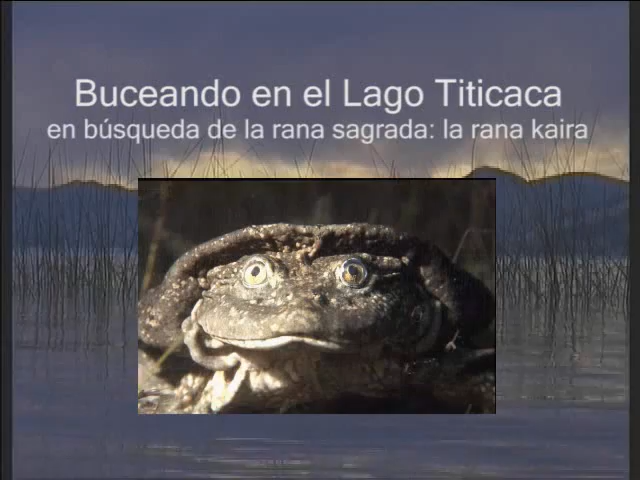 Buceando en el Lago Titicaca
en búsqueda de la rana sagrada: la rana kaira